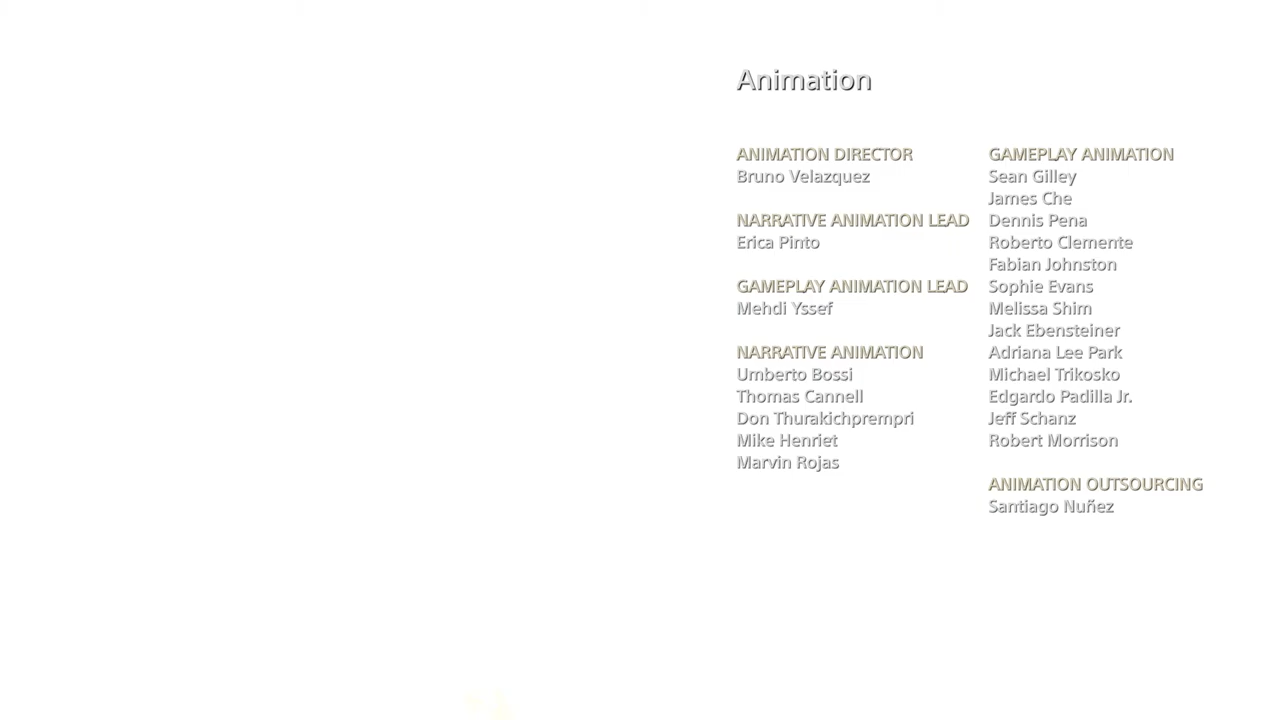 Animation
ANIMATION DIRECTOR
Bruno Velazquez
NARRATIVE ANIMATION LEAD
Erica Pinto
GAMEPLAY ANIMATION LEAD
Mehdi Yssef
NARRATIVE ANIMATION
Umberto Bossi
Thomas Cannell
Don Thurakichprempri
Mike Henriet
Marvin Rojas
GAMEPLAY ANIMATION
Sean Gilley
James Che
Dennis Pena
Roberto Clemente
Fabian Johnston
Sophie Evans
Melissa Shim
Jack Ebensteiner
Adriana Lee Park
Michael Trikosko
Edgardo Padilla Jr.
Jeff Schanz
Robert Morrison
ANIMATION OUTSOURCING
Santiago Nuñez